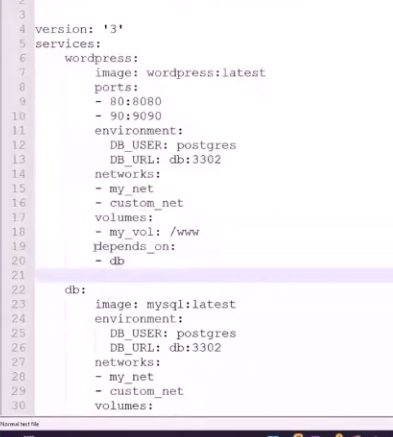 2
3
4 version: '3'
5 services:
6 wordpress:
7 image: wordpress:latest
8 ports:
9 - 80:8080
10 - 90:9090
11 environment:
12 DB_USER: postgres
13 DB_URL: db:3302
14 networks:
15 - my_net
16 - custom_net
17 volumes:
18 - my_vol: /www
19 depends_on:
20 - db
21
22 db:
23 image: mysql:latest
24 environment:
25 DB_USER: postgres
26 DB_URL: db:3302
27 networks:
28 - my_net
29 - custom_net
30 volumes:
Normal text file